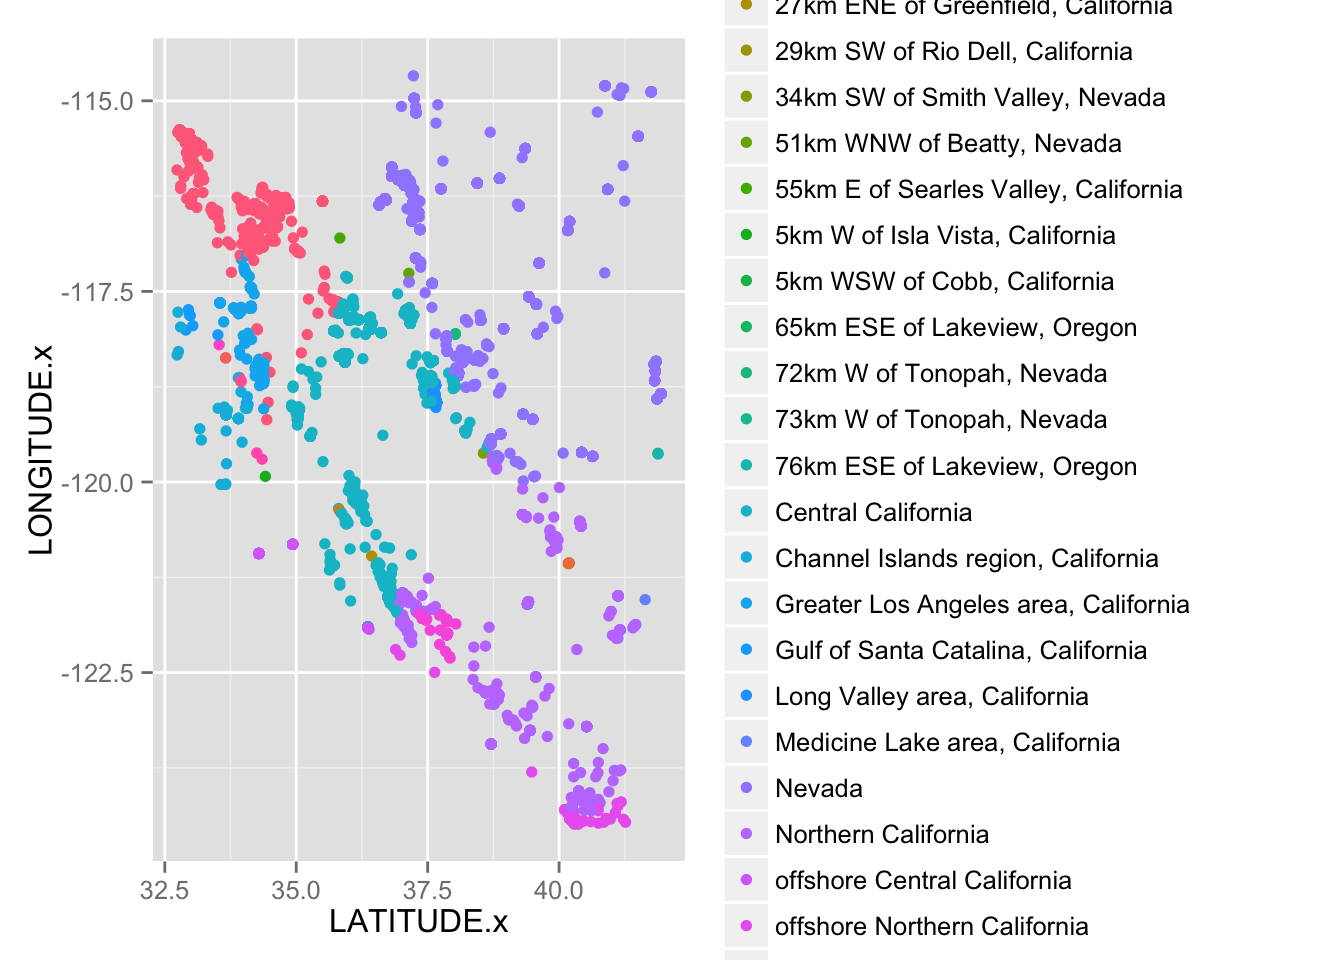 27km ENE of Greenfield, California
29km SW of Rio Dell, California
34km SW of Smith Valley, Nevada
51km WNW of Beatty, Nevada
55km E of Searles Valley, California
5km W of Isla Vista, California
5km WSW of Cobb, California
65km ESE of Lakeview, Oregon
72km W of Tonopah, Nevada
73km W of Tonopah, Nevada
76km ESE of Lakeview, Oregon
Central California
Channel Islands region, California
Greater Los Angeles area, California
Gulf of Santa Catalina, California
Long Valley area, California
Medicine Lake area, California
Nevada
Northern California
offshore Central California
offshore Northern California
LONGITUDE.x
-115.0
-117.5
-120.0
-122.5
32.5 35.0 37.5 40.0
LATITUDE.x